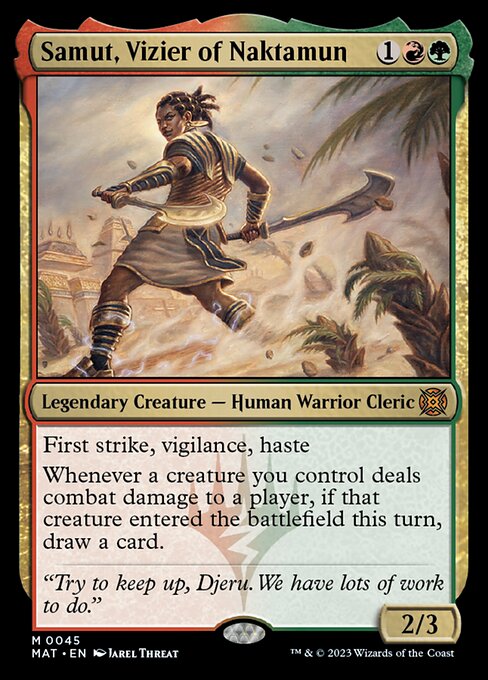 Samut, Vizier of Naktamun 1
Legendary Creature — Human Warrior Cleric
First strike, vigilance, haste
Whenever a creature you control deals
combat damage to a player, if that
creature entered the battlefield this turn,
draw a card.
“Try to keep up, Djeru. We have lots of work
to do.”
2/3
M 0045
MAT • EN Jarel Threat
™ & © 2023 Wizards of the Coast